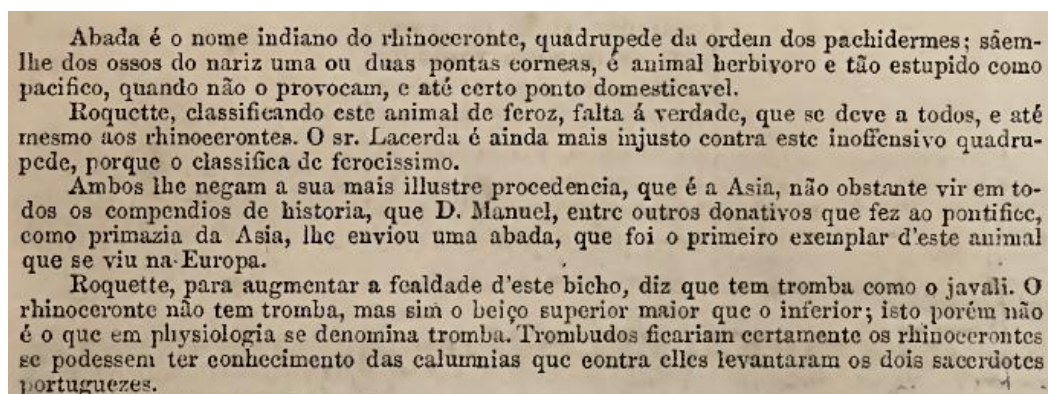 Abada é o nome indiano do rhinoceronte, quadrupede da ordem dos pachidermes; sáem-
lhe dos ossos do nariz uma ou duas pontas corneas, é animal herbivoro e tão estupido como
pacifico, quando não o provocam, e até certo ponto domesticavel.
Roquette, classificando este animal de feroz, falta á verdade, que se deve a todos, e até
mesmo aos rhinocerontes. O sr. Lacerda é ainda mais injusto contra este inoffensivo quadru-
pede, porque o classifica de ferocissimo.
Ambos lhe negam a sua mais illustre procedencia, que é a Asia, não obstante vir em to-
dos os compendios de historia, que D. Manuel, entre outros donativos que fez ao pontifice,
como primazia da Asia, lhe enviou uma abada, que foi o primeiro exemplar d'este animal
que se viu na Europa.
Roquette, para augmentar a fealdade d'este bicho, diz que tem tromba como o javali. O
rhinoceronte não tem tromba, mas sim o beiço superior maior que o inferior; isto porém não
é o que em physiologia se denomina tromba. Trombudos ficariam certamente os rhinocerontes
se podessem ter conhecimento das calumnias que contra elles levantaram os dois sacerdotes
portuguezes.